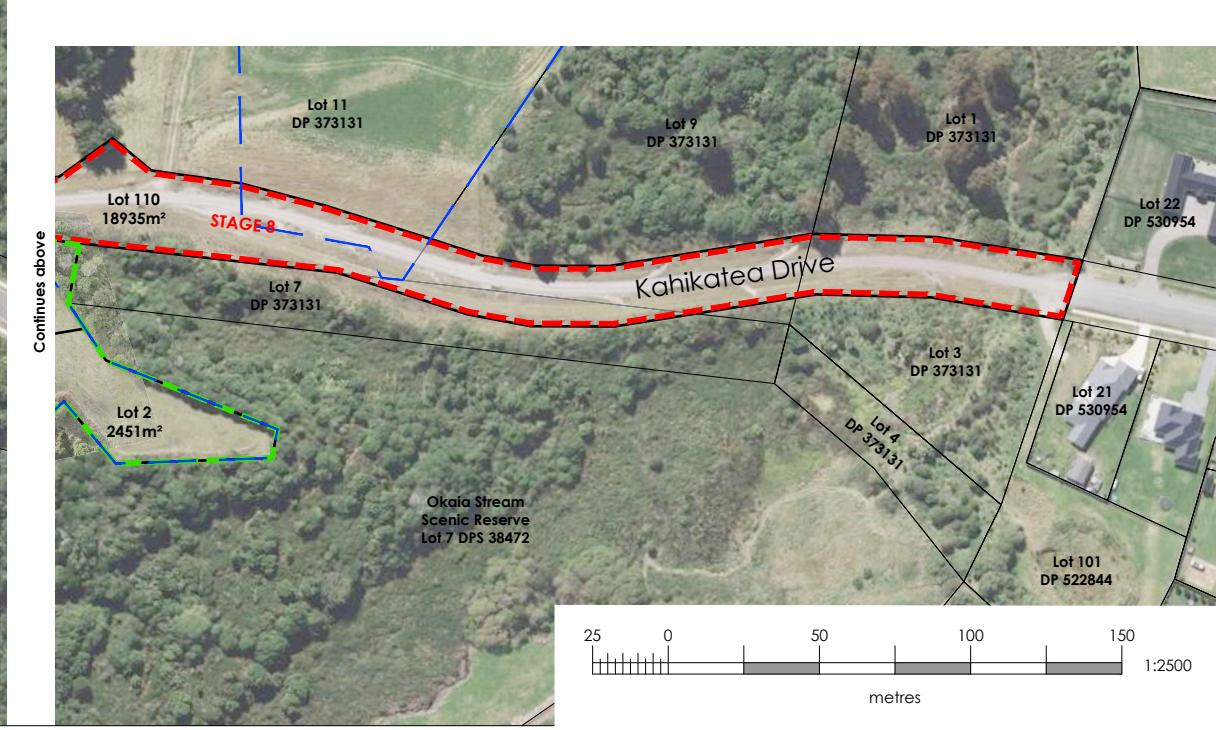 Lot 11
DP 373131
Lot 9
DP 373131
Lot 1
DP 373131
Lot 22
DP 530954
Lot 110
18935m²
STAGE 8
Continues above
Kahikatea Drive
Lot 7
DP 373131
Lot 3
DP 373131
Lot 21
DP 530954
Lot 2
2451m²
Lot 4
DP 373131
Okaia Stream
Scenic Reserve
Lot 7 DPS 38472
Lot 101
DP 522844
25 0 50 100 150
1:2500
metres